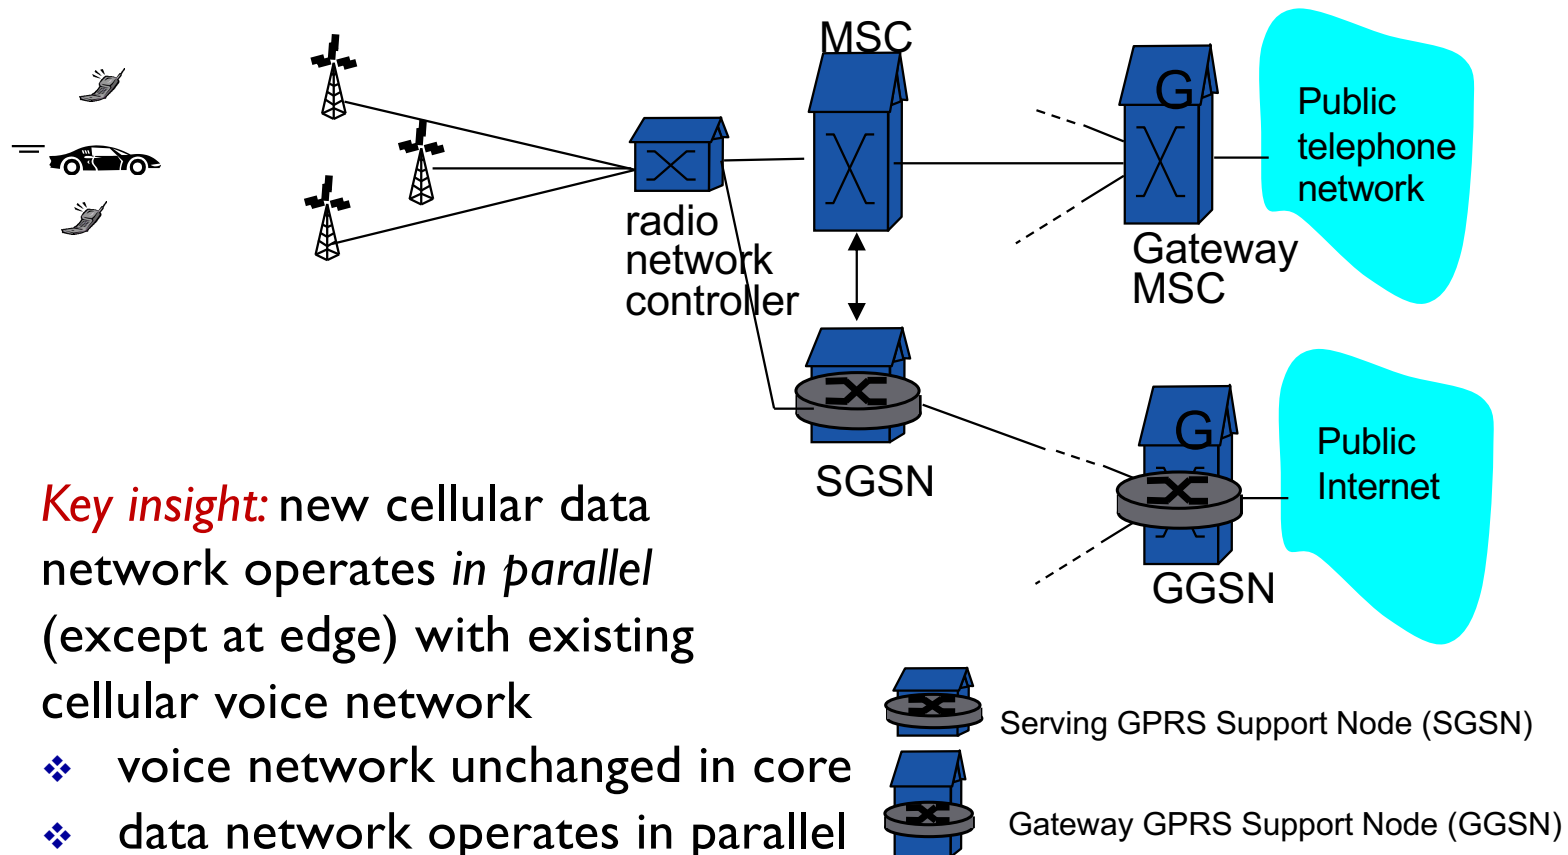 MSC
G
Public
telephone
network
radio
network
controller
Gateway
MSC
SGSN
G
Public
Internet
GGSN
Key insight: new cellular data
network operates in parallel
(except at edge) with existing
cellular voice network
❖ voice network unchanged in core
❖ data network operates in parallel
Serving GPRS Support Node (SGSN)
Gateway GPRS Support Node (GGSN)